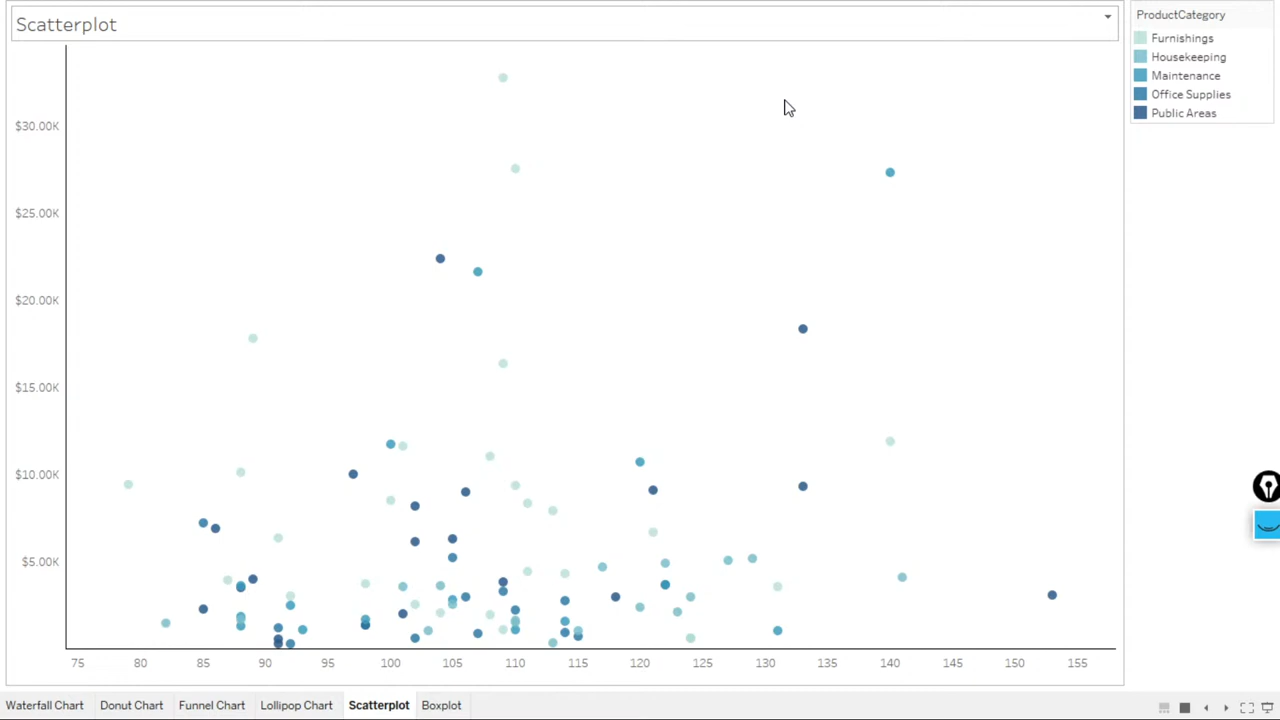 Scatterplot
ProductCategory
Furnishings
Housekeeping
Maintenance
Office Supplies
Public Areas
$30.00K
$25.00K
$20.00K
$15.00K
$10.00K
$5.00K
75 80 85 90 95 100 105 110 115 120 125 130 135 140 145 150 155
Waterfall Chart Donut Chart Funnel Chart Lollipop Chart Scatterplot Boxplot